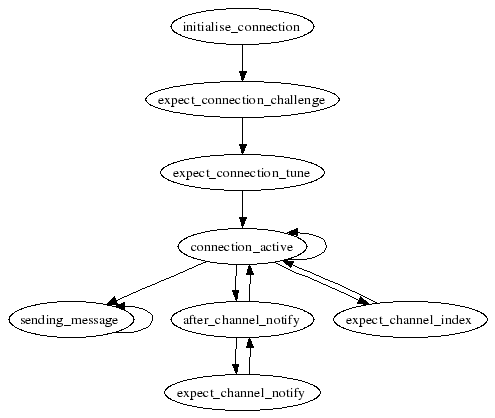 initialise_connection
expect_connection_challenge
expect_connection_tune
connection_active
sending_message
after_channel_notify
expect_channel_index
expect_channel_notify